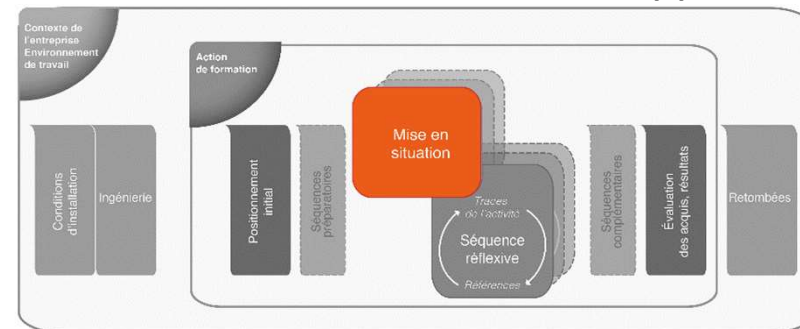 Contexte de
l'entreprise
Environnement
de travail
Action
de formation
Conditions
d'installation
Ingénierie
Positionnement
initial
Séquences
préparatoires
Mise en
situation
Traces
de l'activité
Séquence
réflexive
Références
Séquences
complémentaires
Évaluation
des acquis, résultats
Retombées